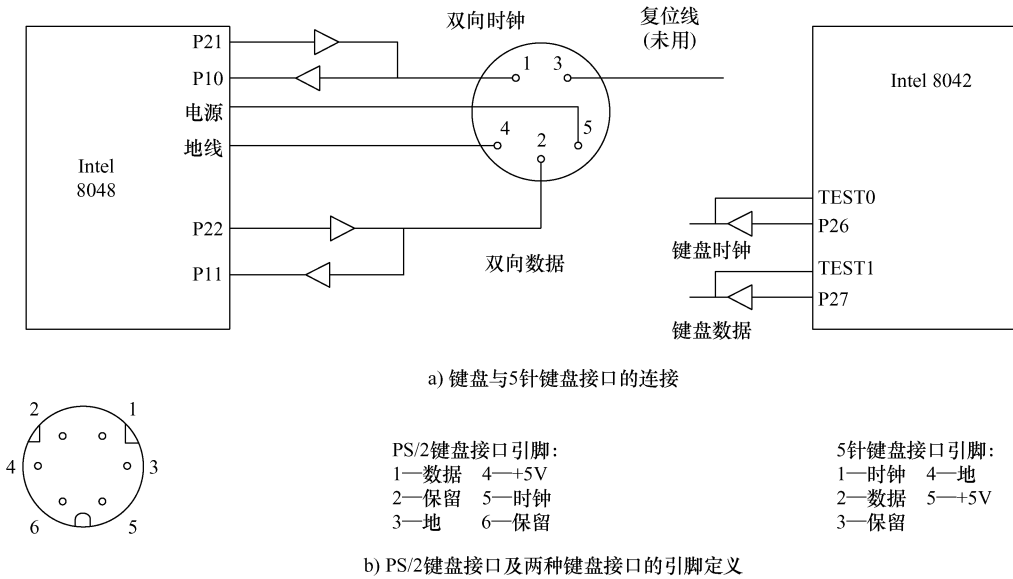 双向时钟
复位线
(未用)
P21
P10
电源
地线
P22
P11
Intel
8048
1
3
4
2
5
双向数据
Intel 8042
TEST0
P26
键盘时钟
TEST1
P27
键盘数据
a) 键盘与5针键盘接口的连接
2
1
4
3
6
5
PS/2键盘接口引脚:
1—数据 4—+5V
2—保留 5—时钟
3—地 6—保留
5针键盘接口引脚:
1—时钟 4—地
2—数据 5—+5V
3—保留
b) PS/2键盘接口及两种键盘接口的引脚定义